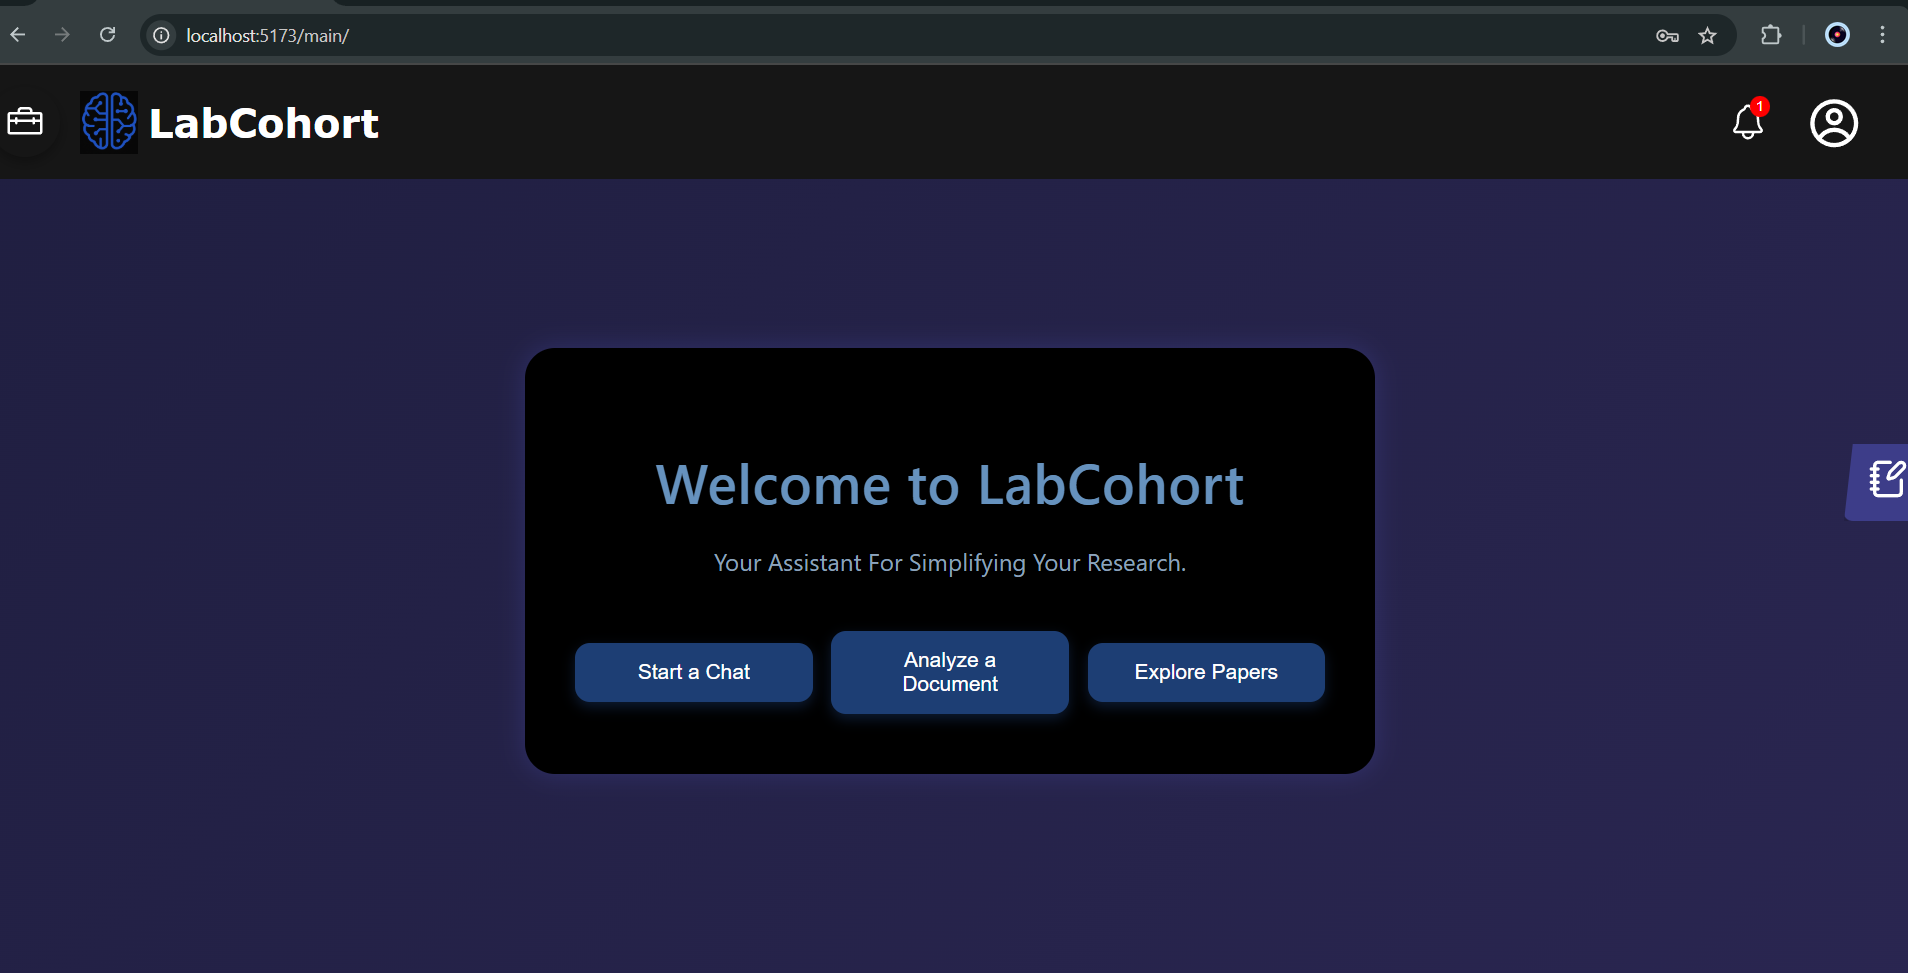 localhost:5173/main/
LabCohort
1
Welcome to LabCohort
Your Assistant For Simplifying Your Research.
Start a Chat
Analyze a
Document
Explore Papers